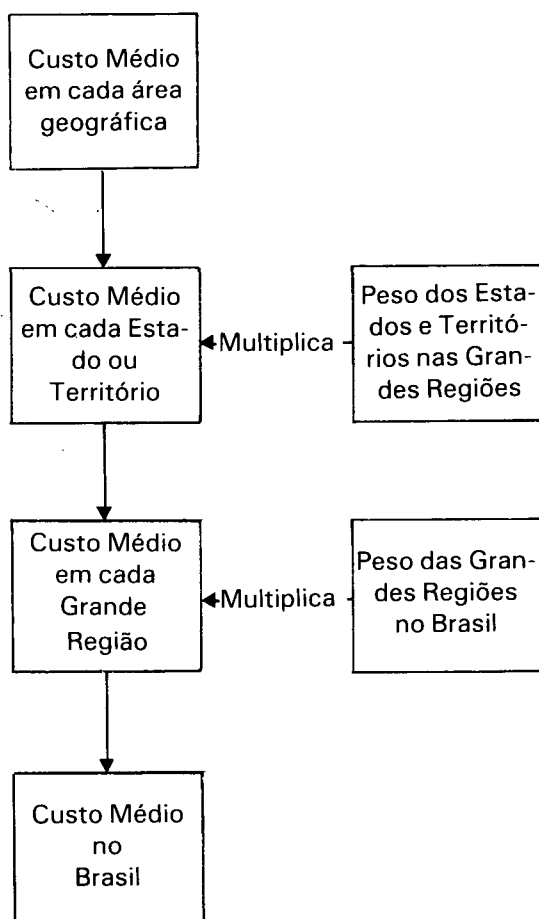 Custo Médio
em cada área
geográfica
Custo Médio
em cada Esta-
do ou
Território
Multiplica
Peso dos Esta-
dos e Territó-
rios nas Gran-
des Regiões
Custo Médio
em cada
Grande
Região
Multiplica
Peso das Gran-
des Regiões
no Brasil
Custo Médio
no
Brasil